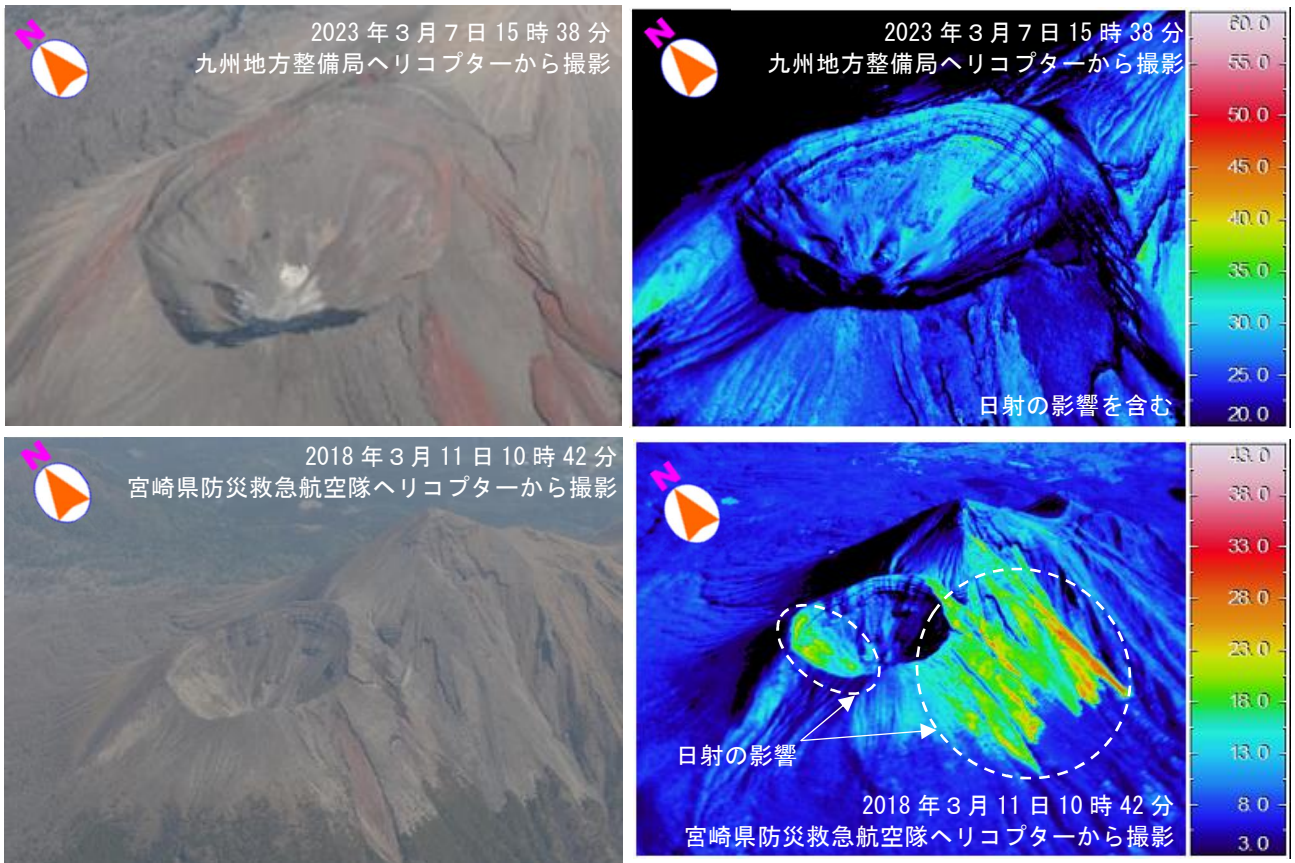 N
2023年3月7日15時38分
九州地方整備局ヘリコプターから撮影
N
2023年3月7日15時38分
九州地方整備局ヘリコプターから撮影
60.0
55.0
50.0
45.0
40.0
35.0
30.0
25.0
20.0
日射の影響を含む
N
2018年3月11日10時42分
宮崎県防災救急航空隊ヘリコプターから撮影
N
43.0
38.0
33.0
28.0
23.0
18.0
13.0
8.0
3.0
日射の影響
2018年3月11日10時42分
宮崎県防災救急航空隊ヘリコプターから撮影